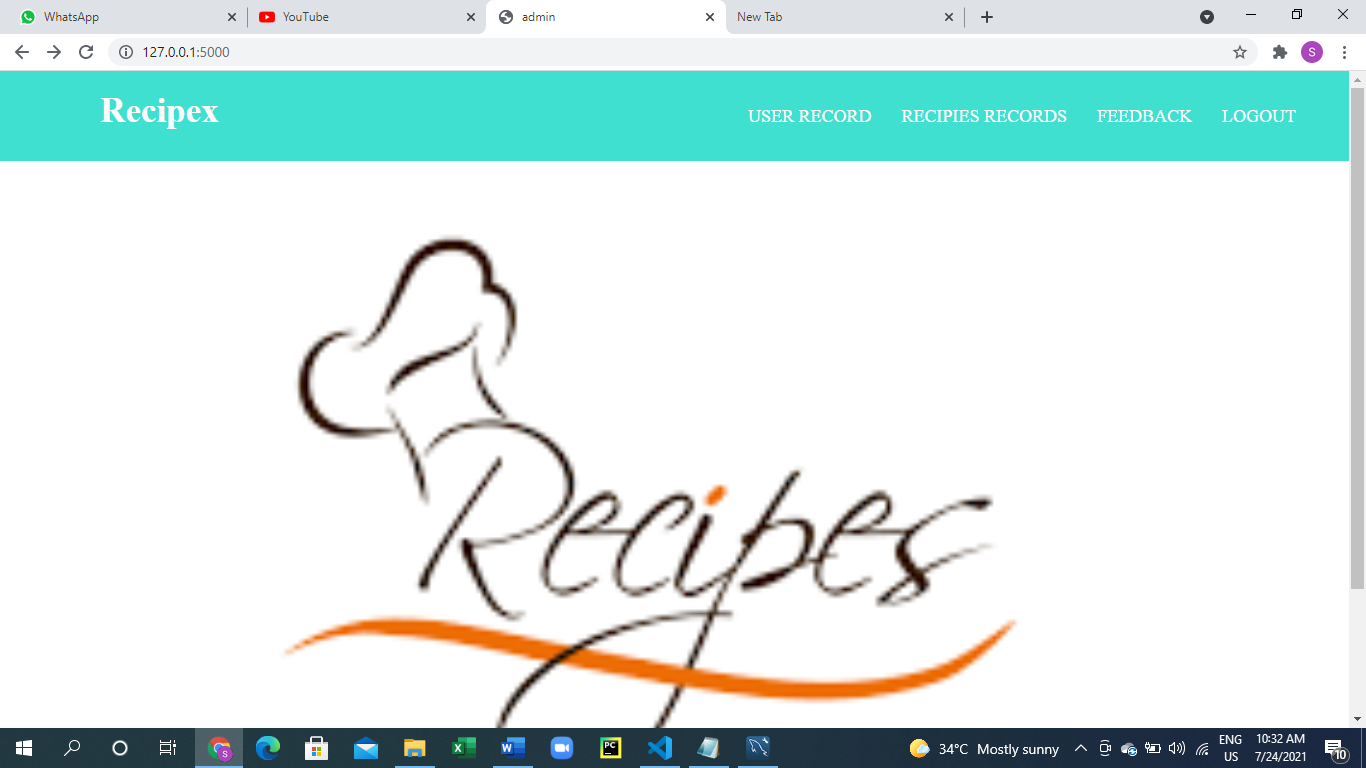 WhatsApp
YouTube
admin
New Tab
127.0.0.1:5000
S
Recipex
USER RECORD
RECIPIES RECORDS
FEEDBACK
LOGOUT
Recipes
S
X
W
PC
34°C Mostly sunny
ENG
US
10:32 AM
7/24/2021
10